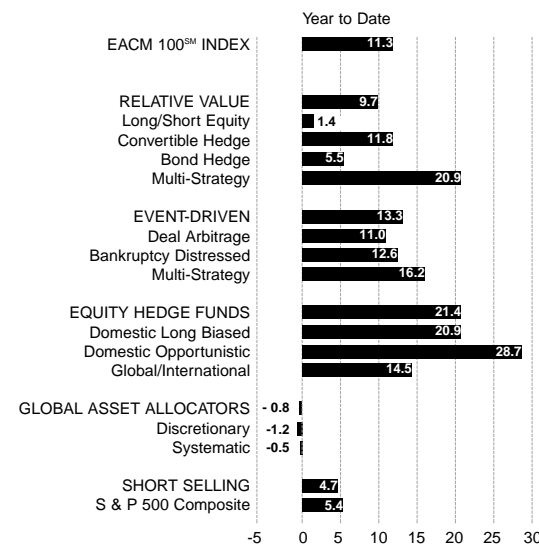 Year to Date
EACM 100SM INDEX 11.3
RELATIVE VALUE 9.7
Long/Short Equity 1.4
Convertible Hedge 11.8
Bond Hedge 5.5
Multi-Strategy 20.9
EVENT-DRIVEN 13.3
Deal Arbitrage 11.0
Bankruptcy Distressed 12.6
Multi-Strategy 16.2
EQUITY HEDGE FUNDS 21.4
Domestic Long Biased 20.9
Domestic Opportunistic 28.7
Global/International 14.5
GLOBAL ASSET ALLOCATORS - 0.8
Discretionary -1.2
Systematic -0.5
SHORT SELLING 4.7
S & P 500 Composite 5.4
-5 0 5 10 15 20 25 30